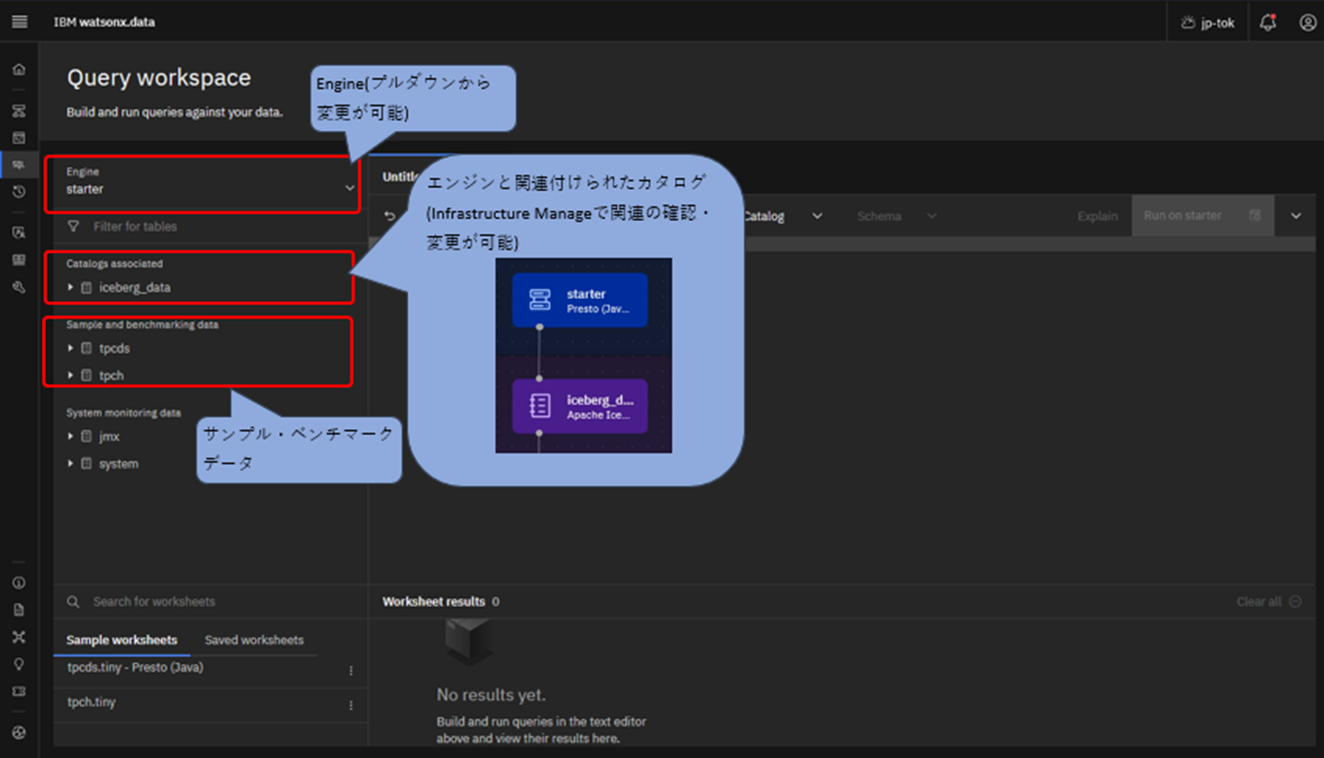 IBM watsonx.data
jp-tok
Query workspace
Build and run queries against your data.
Engine(プルダウンから
変更が可能)
Engine
starter
Filter for tables
Catalogs associated
iceberg_data
Sample and benchmarking data
tpcds
tpch
System monitoring data
jmx
system
サンプル・ベンチマーク
データ
エンジンと関連付けられたカタログ
(Infrastructure Manageで関連の確認・
変更が可能)
starter
Presto (Jav...
iceberg_d...
Apache Ice...
Catalog
Schema
Explain
Run on starter
Search for worksheets
Sample worksheets
Saved worksheets
tpcds.tiny - Presto (Java)
tpch.tiny
Worksheet results 0
Clear all
No results yet.
Build and run queries in the text editor
above and view their results here.